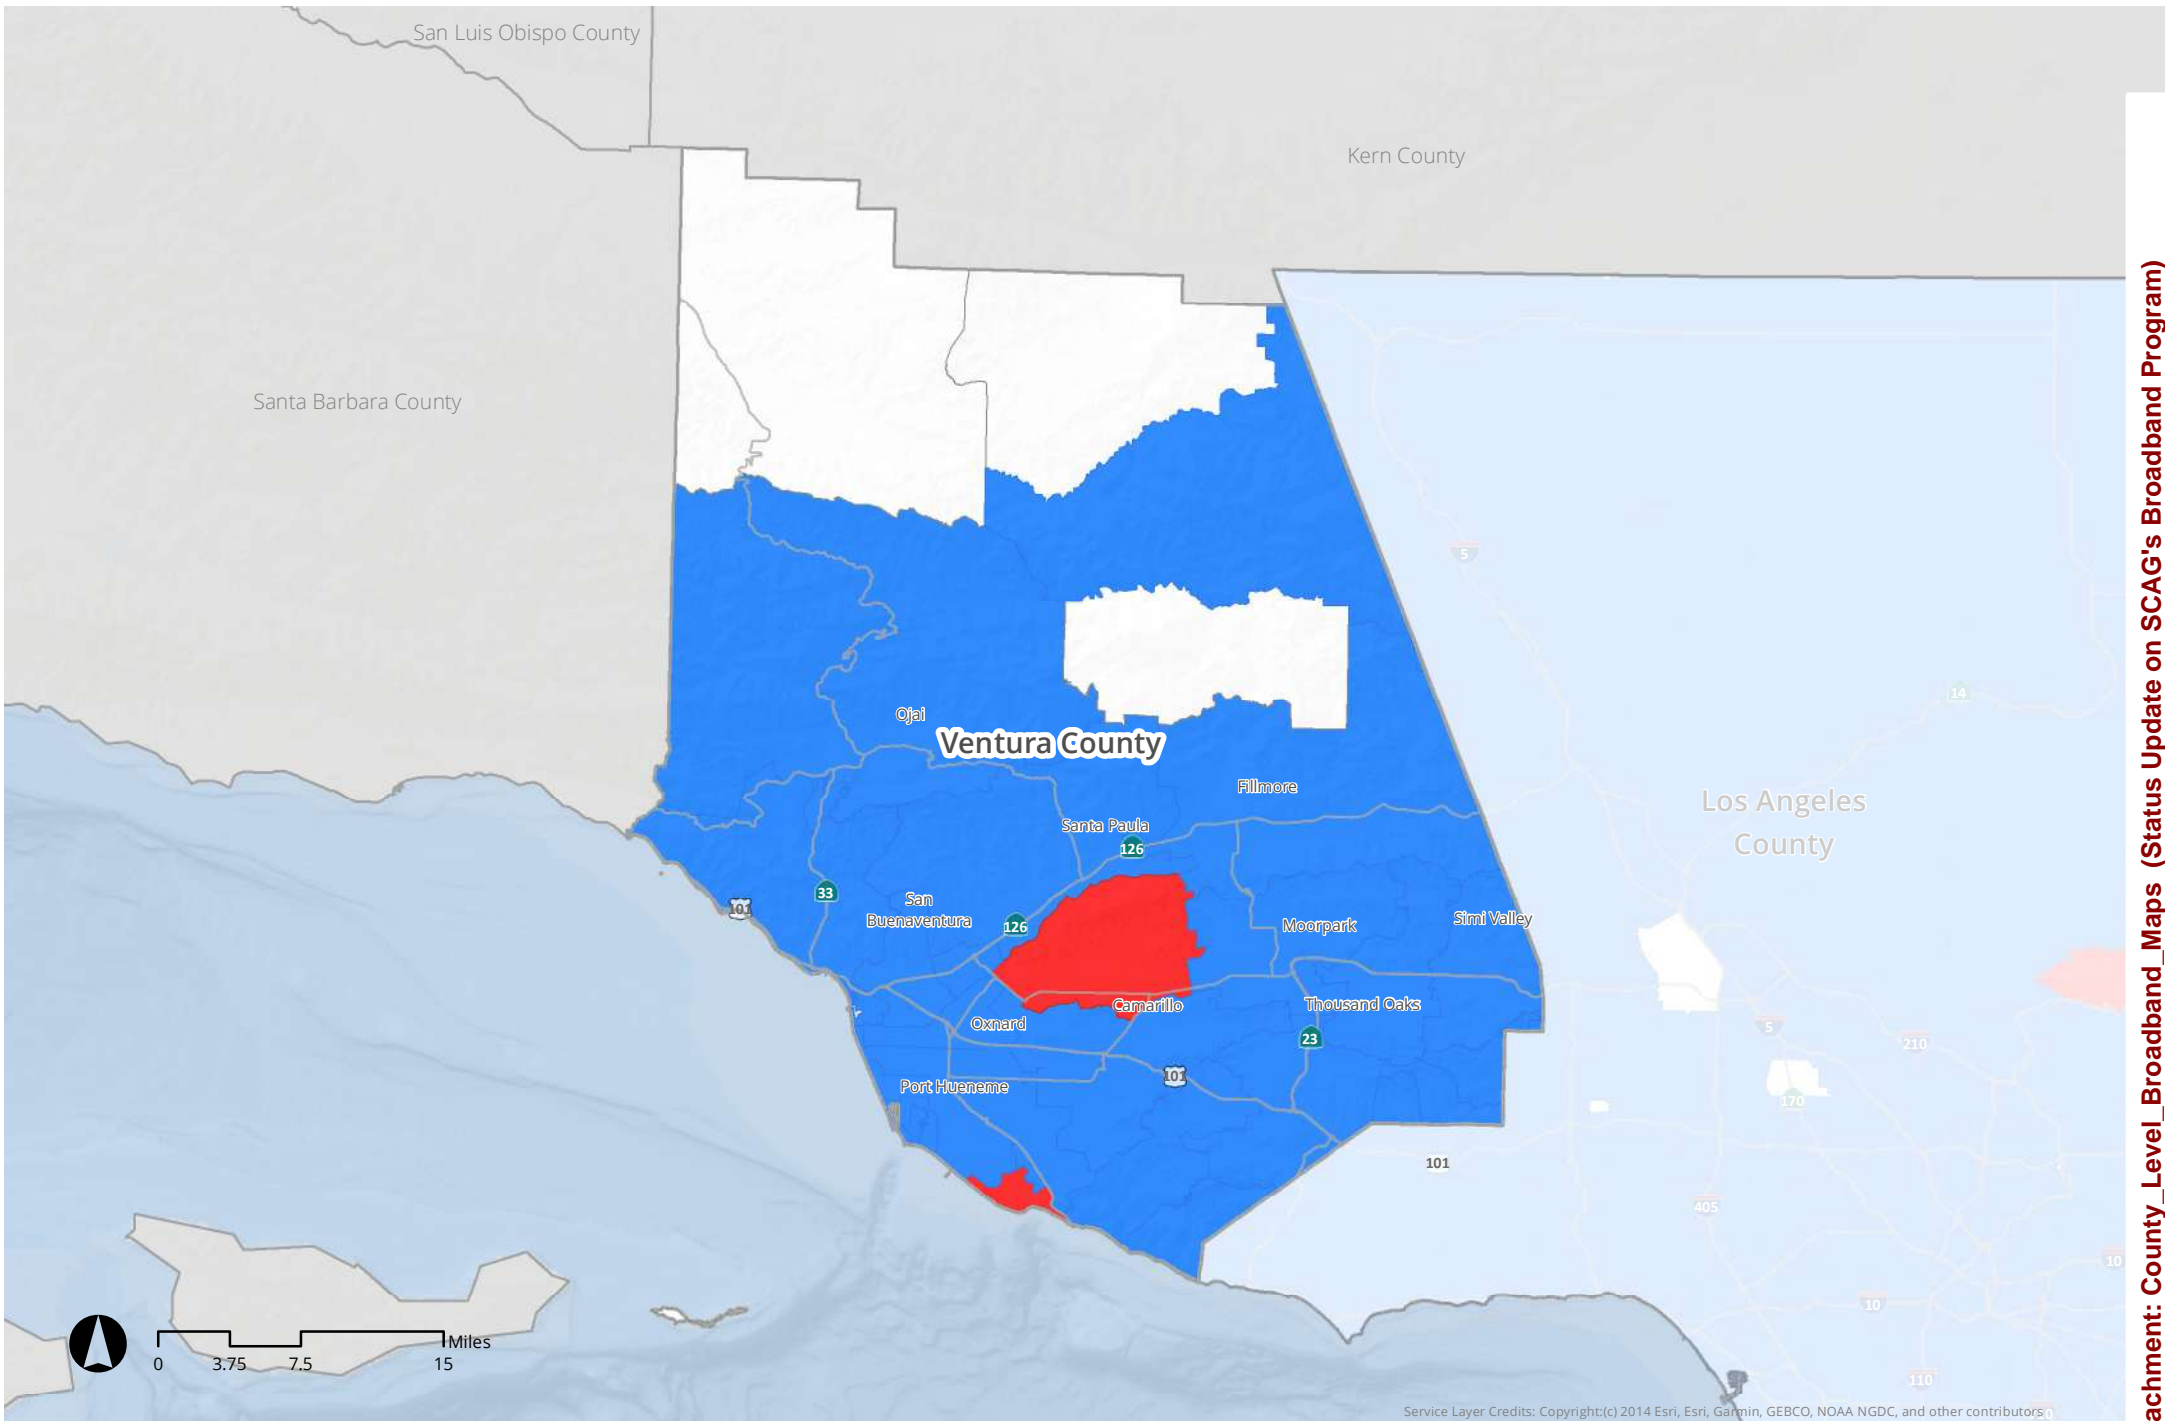 San Luis Obispo County
Kern County
Santa Barbara County
5
14
Ojai
Ventura County
Fillmore
Los Angeles
County
Santa Paula
126
33
101
San
Buenaventura
126
Moorpark
Simi Valley
Camarillo
Thousand Oaks
Oxnard
23
5
210
Port Hueneme
101
170
101
405
10
10
110
Miles
0 3.75 7.5 15
Service Layer Credits: Copyright:(c) 2014 Esri, Esri, Garmin, GEBCO, NOAA NGDC, and other contributors
achment: County_Level_Broadband_Maps (Status Update on SCAG's Broadband Program)